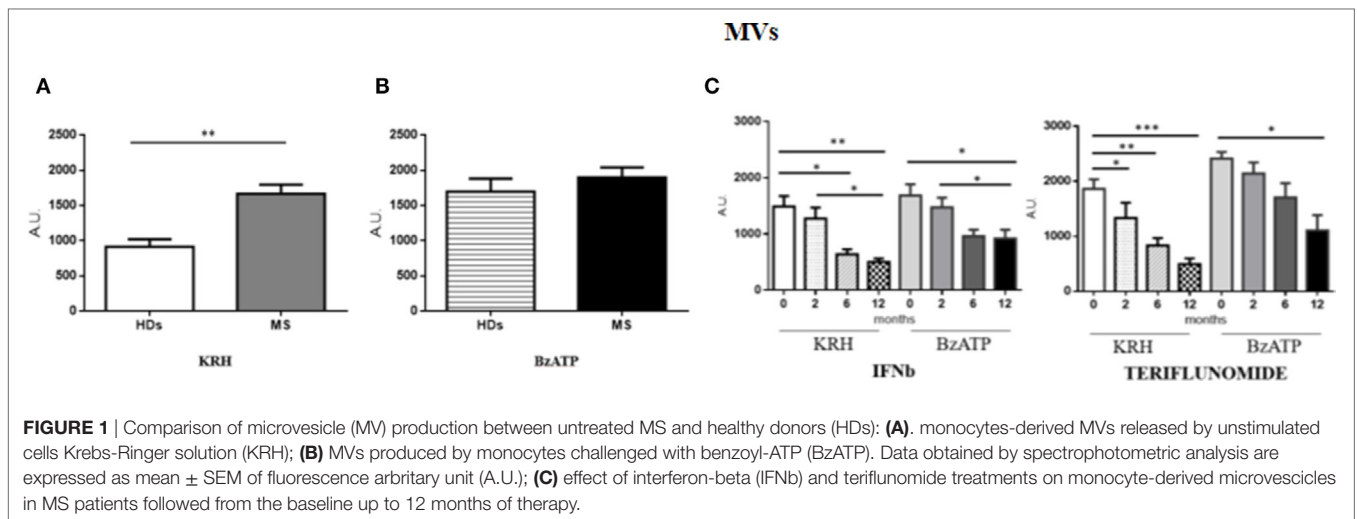 MVs
A
B
C
**
2500
2000
1500
1000
500
0
A.U.
HDs
MS
KRH
2500
2000
1500
1000
500
0
A.U.
HDs
MS
BzATP
3000
2000
1000
0
A.U.
**
*
*
*
*
0 2 6 12 0 2 6 12
months
KRH BzATP
IFNb
3000
2000
1000
0
A.U.
***
**
*
*
0 2 6 12 0 2 6 12
months
KRH BzATP
TERIFLUNOMIDE
FIGURE 1 | Comparison of microvesicle (MV) production between untreated MS and healthy donors (HDs): (A). monocytes-derived MVs released by unstimulated
cells Krebs-Ringer solution (KRH); (B) MVs produced by monocytes challenged with benzoyl-ATP (BzATP). Data obtained by spectrophotometric analysis are
expressed as mean ± SEM of fluorescence arbritary unit (A.U.); (C) effect of interferon-beta (IFNb) and teriflunomide treatments on monocyte-derived microvescicles
in MS patients followed from the baseline up to 12 months of therapy.